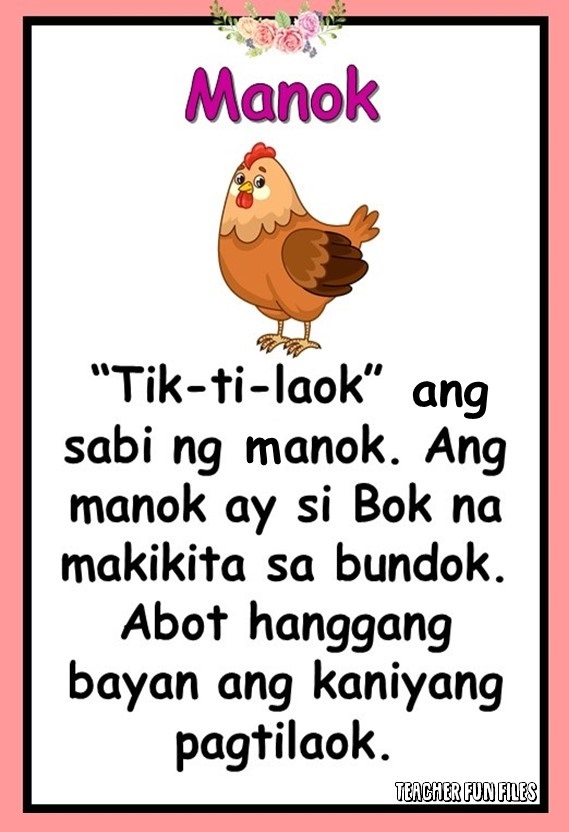 Manok
“Tik-ti-laok” ang
sabi ng manok. Ang
manok ay si Bok na
makikita sa bundok.
Abot hanggang
bayan ang kaniyang
pagtilaok.
TEACHER FUN FILES